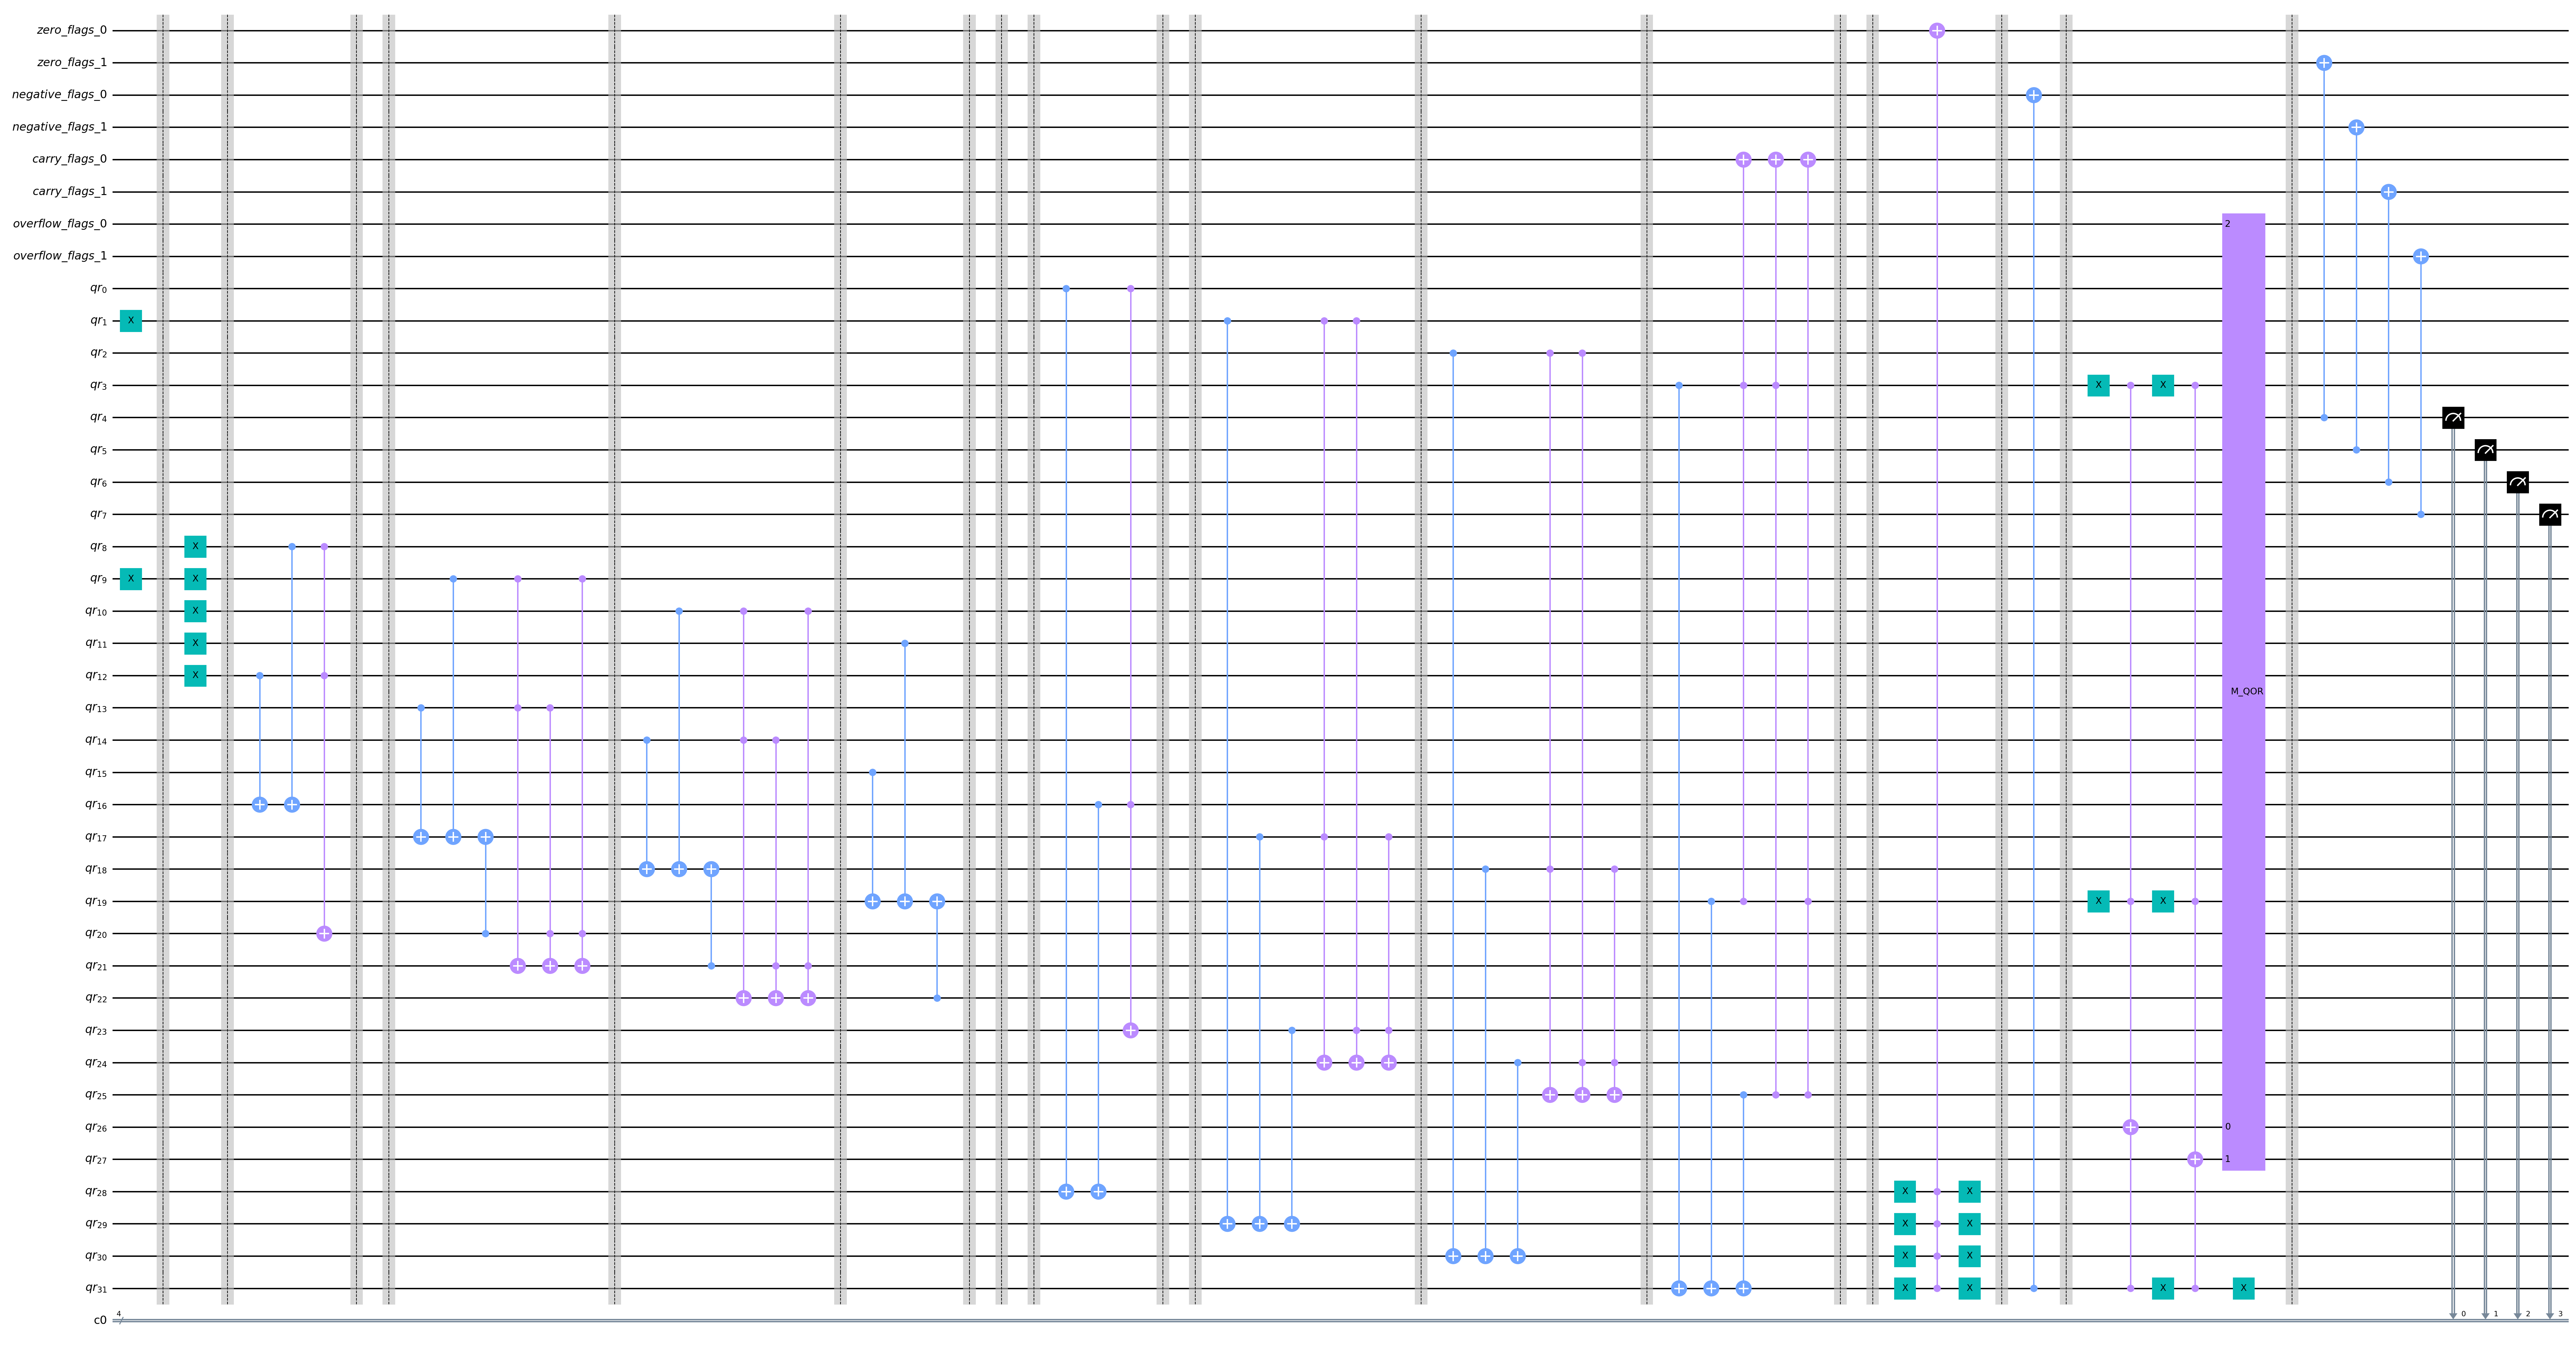 zero_flags_0
zero_flags_1
negative_flags_0
negative_flags_1
carry_flags_0
carry_flags_1
overflow_flags_0 2
overflow_flags_1
qr0
qr1 X
qr2
qr3 X X
qr4
qr5
qr6
qr7
qr8 X
qr9 X X
qr10 X
qr11 X
qr12 X
M_QOR
qr13
qr14
qr15
qr16
qr17
qr18
qr19 X X
qr20
qr21
qr22
qr23
qr24
qr25
qr26 0
qr27 1
qr28 X X
qr29 X X
qr30 X X
qr31 X X X X
c0 4 0 1 2 3